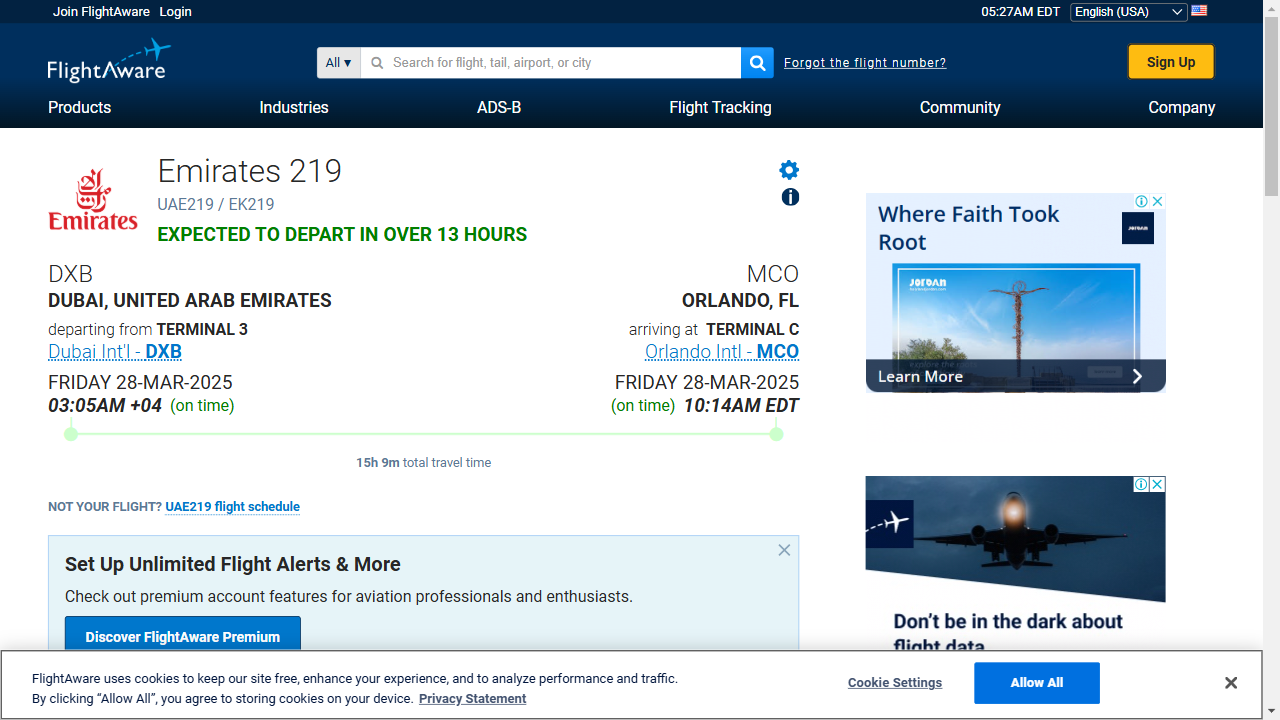 Join FlightAware Login 05:27AM EDT English (USA)
FlightAware All ▾ Search for flight, tail, airport, or city Forgot the flight number? Sign Up
Products Industries ADS-B Flight Tracking Community Company
Emirates
Emirates 219
UAE219 / EK219
EXPECTED TO DEPART IN OVER 13 HOURS
DXB MCO
DUBAI, UNITED ARAB EMIRATES ORLANDO, FL
departing from TERMINAL 3 arriving at TERMINAL C
Dubai Int'l - DXB Orlando Intl - MCO
FRIDAY 28-MAR-2025 FRIDAY 28-MAR-2025
03:05AM +04 (on time) (on time) 10:14AM EDT
15h 9m total travel time
NOT YOUR FLIGHT? UAE219 flight schedule
Set Up Unlimited Flight Alerts & More
Check out premium account features for aviation professionals and enthusiasts.
Discover FlightAware Premium
Where Faith Took
Root
JORDAN
JORDAN
Learn More
Don't be in the dark about
flight data
FlightAware uses cookies to keep our site free, enhance your experience, and to analyze performance and traffic.
By clicking “Allow All”, you agree to storing cookies on your device. Privacy Statement
Cookie Settings Allow All